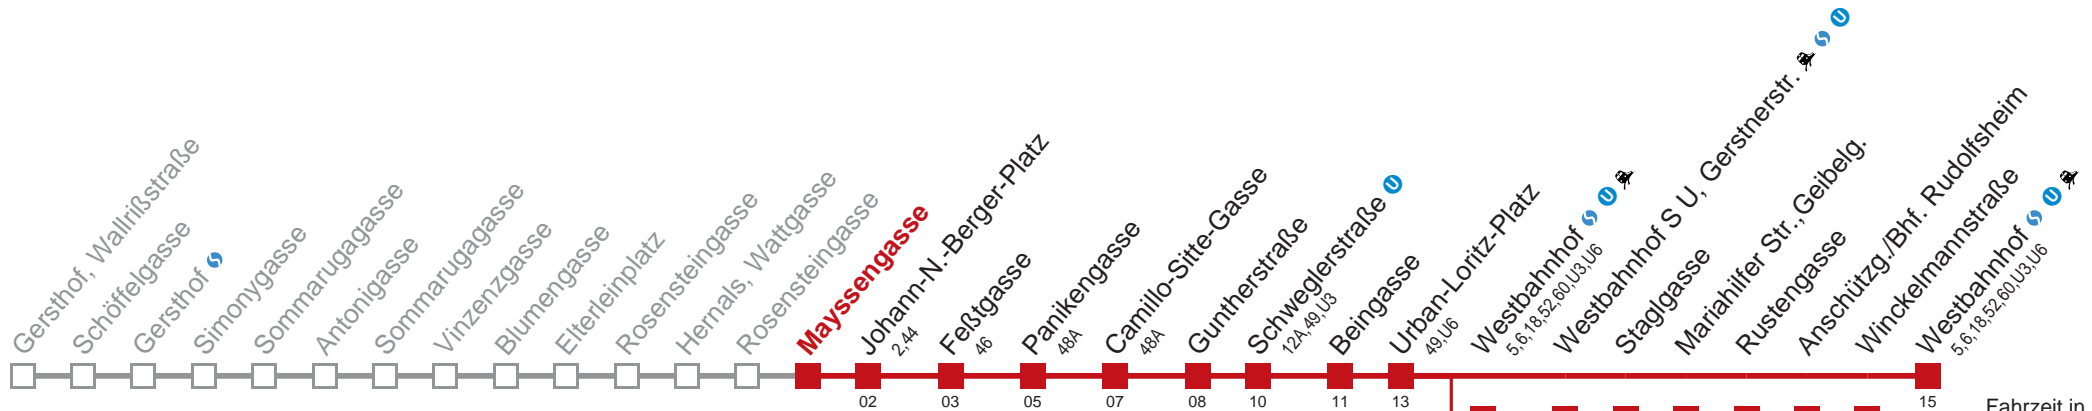 Gersthof, Wallrißstraße
Schöffelgasse
Gersthof S
Simonygasse
Sommarugagasse
Antonigasse
Sommarugagasse
Vinzenzgasse
Blumengasse
Elterleinplatz
Rosensteingasse
Hernals, Wattgasse
Rosensteingasse
Mayssengasse
Johann-N.-Berger-Platz
2,44
Feßtgasse
46
Panikengasse
48A
Camillo-Sitte-Gasse
48A
Guntherstraße
Schweglerstraße U
12A,49,U3
Beingasse
Urban-Loritz-Platz
49,U6
Westbahnhof S U
5,6,18,52,60,U3,U6
Westbahnhof S U, Gerstnerstr. S U
Staglgasse
Mariahilfer Str., Geibelg.
Rustengasse
Anschützg./Bhf. Rudolfsheim
Winckelmannstraße
Westbahnhof S U
5,6,18,52,60,U3,U6
02 03 05 07 08 10 11 13 15
Fahrzeit in